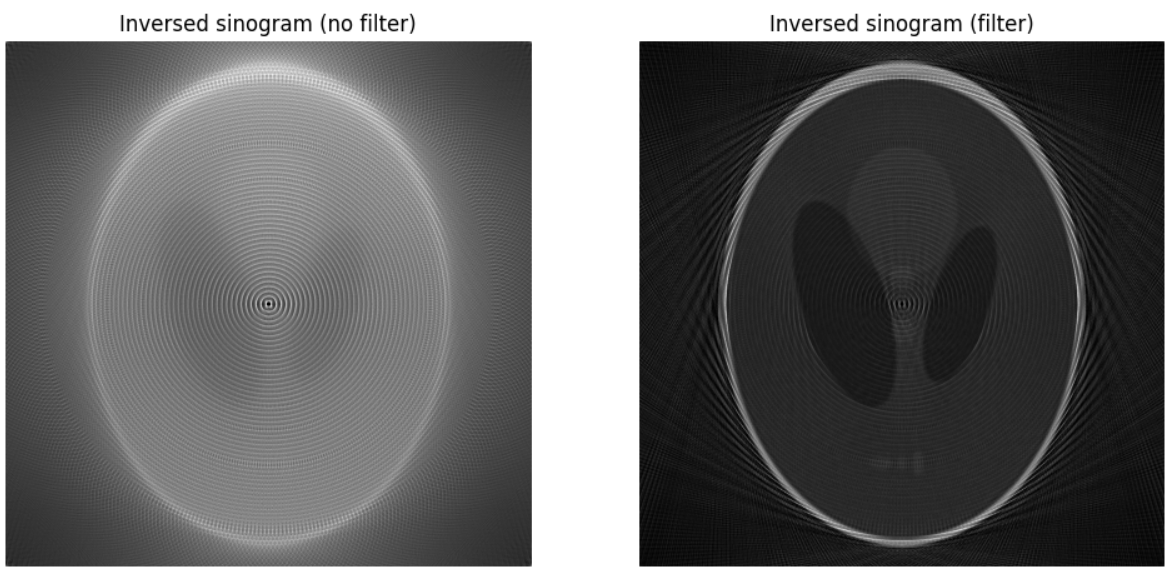 Inversed sinogram (no filter)
Inversed sinogram (filter)